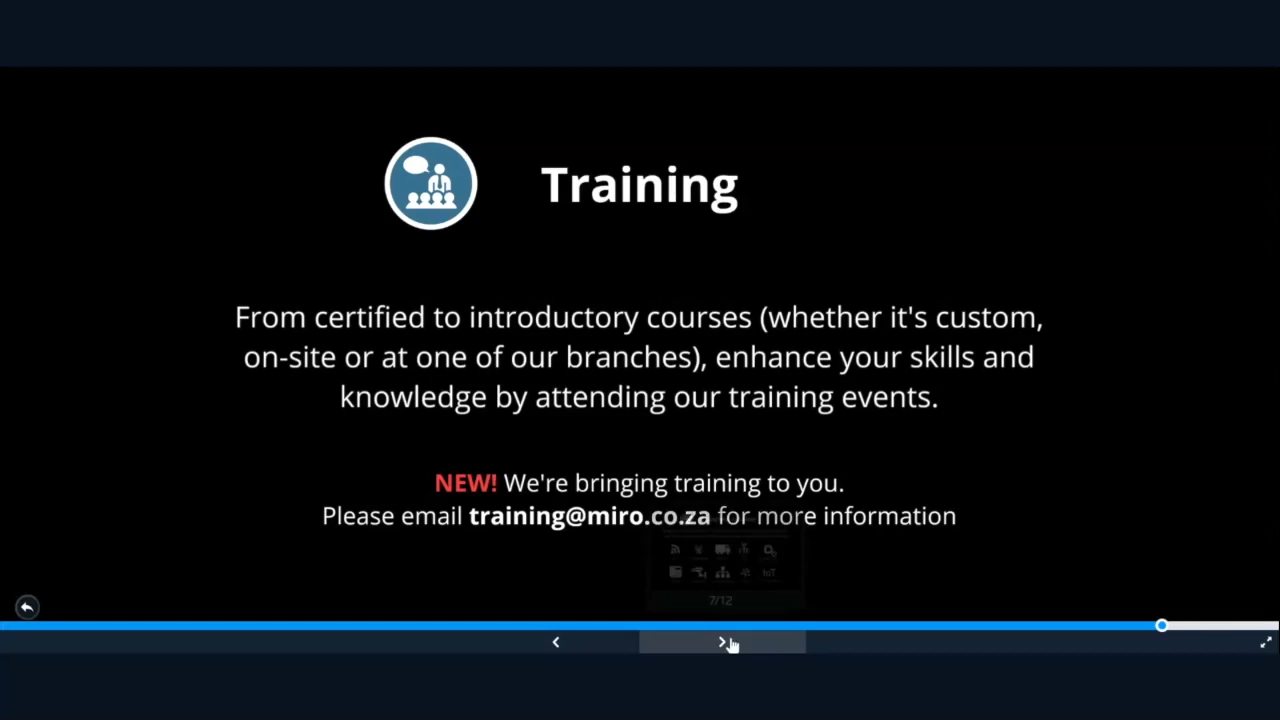 Training
From certified to introductory courses (whether it's custom,
on-site or at one of our branches), enhance your skills and
knowledge by attending our training events.
NEW! We're bringing training to you.
Please email training@miro.co.za for more information
IoT
7/12